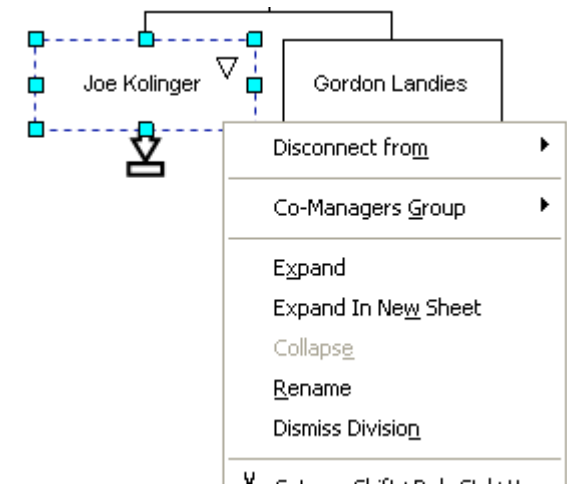 Joe Kolinger
Gordon Landies
Disconnect from
Co-Managers Group
Expand
Expand In New Sheet
Collapse
Rename
Dismiss Division